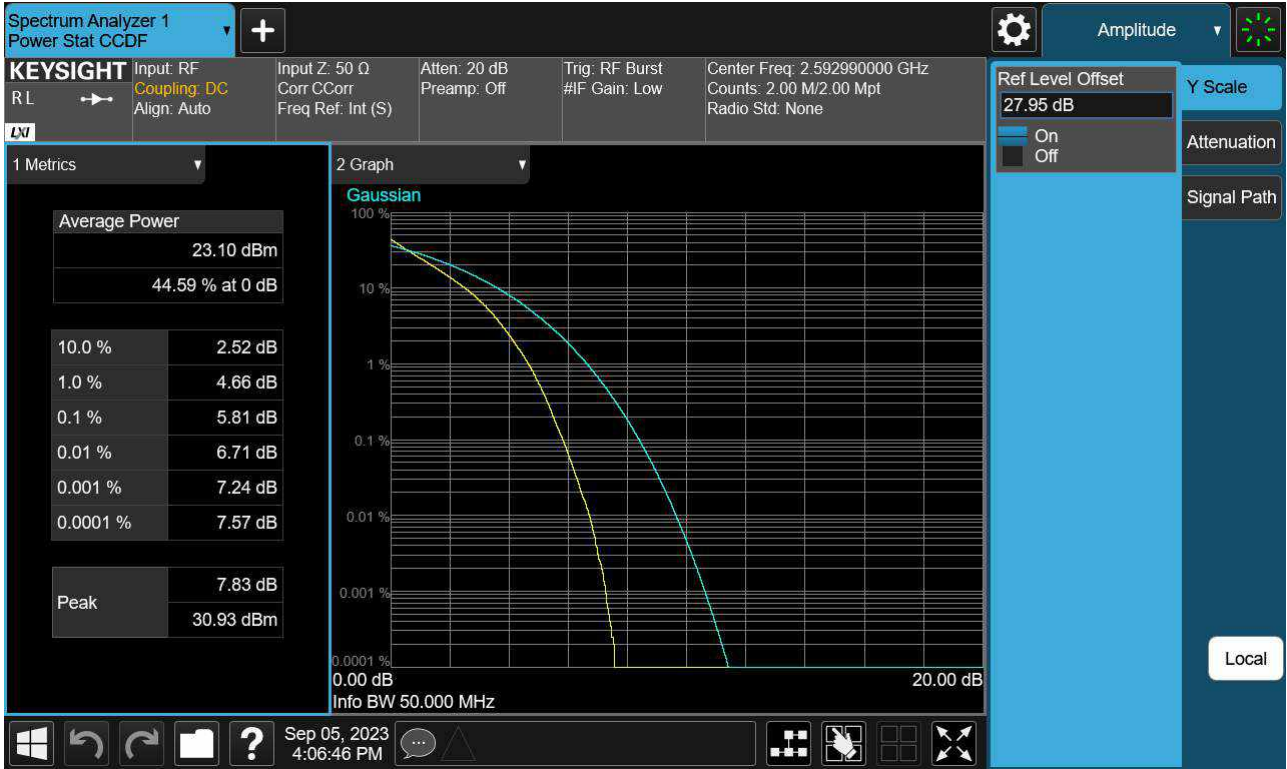 Spectrum Analyzer 1
Power Stat CCDF
+
Amplitude
KEYSIGHT
R L
LXI
Input: RF
Coupling: DC
Align: Auto
Input Z: 50 Ω
Corr CCorr
Freq Ref: Int (S)
Atten: 20 dB
Preamp: Off
Trig: RF Burst
#IF Gain: Low
Center Freq: 2.592990000 GHz
Counts: 2.00 M/2.00 Mpt
Radio Std: None
Ref Level Offset
27.95 dB
On
Off
Y Scale
Attenuation
Signal Path
1 Metrics
Average Power
23.10 dBm
44.59 % at 0 dB
10.0 % 2.52 dB
1.0 % 4.66 dB
0.1 % 5.81 dB
0.01 % 6.71 dB
0.001 % 7.24 dB
0.0001 % 7.57 dB
Peak
7.83 dB
30.93 dBm
2 Graph
Gaussian
100 %
10 %
1 %
0.1 %
0.01 %
0.001 %
0.0001 %
0.00 dB 20.00 dB
Info BW 50.000 MHz
Local
?
Sep 05, 2023
4:06:46 PM